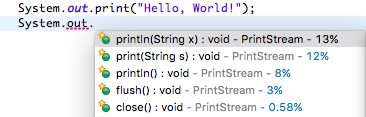 System.out.print("Hello, World!");
System.out.
println(String x) : void - PrintStream - 13%
print(String s) : void - PrintStream - 12%
println() : void - PrintStream - 8%
flush() : void - PrintStream - 3%
close() : void - PrintStream - 0.58%